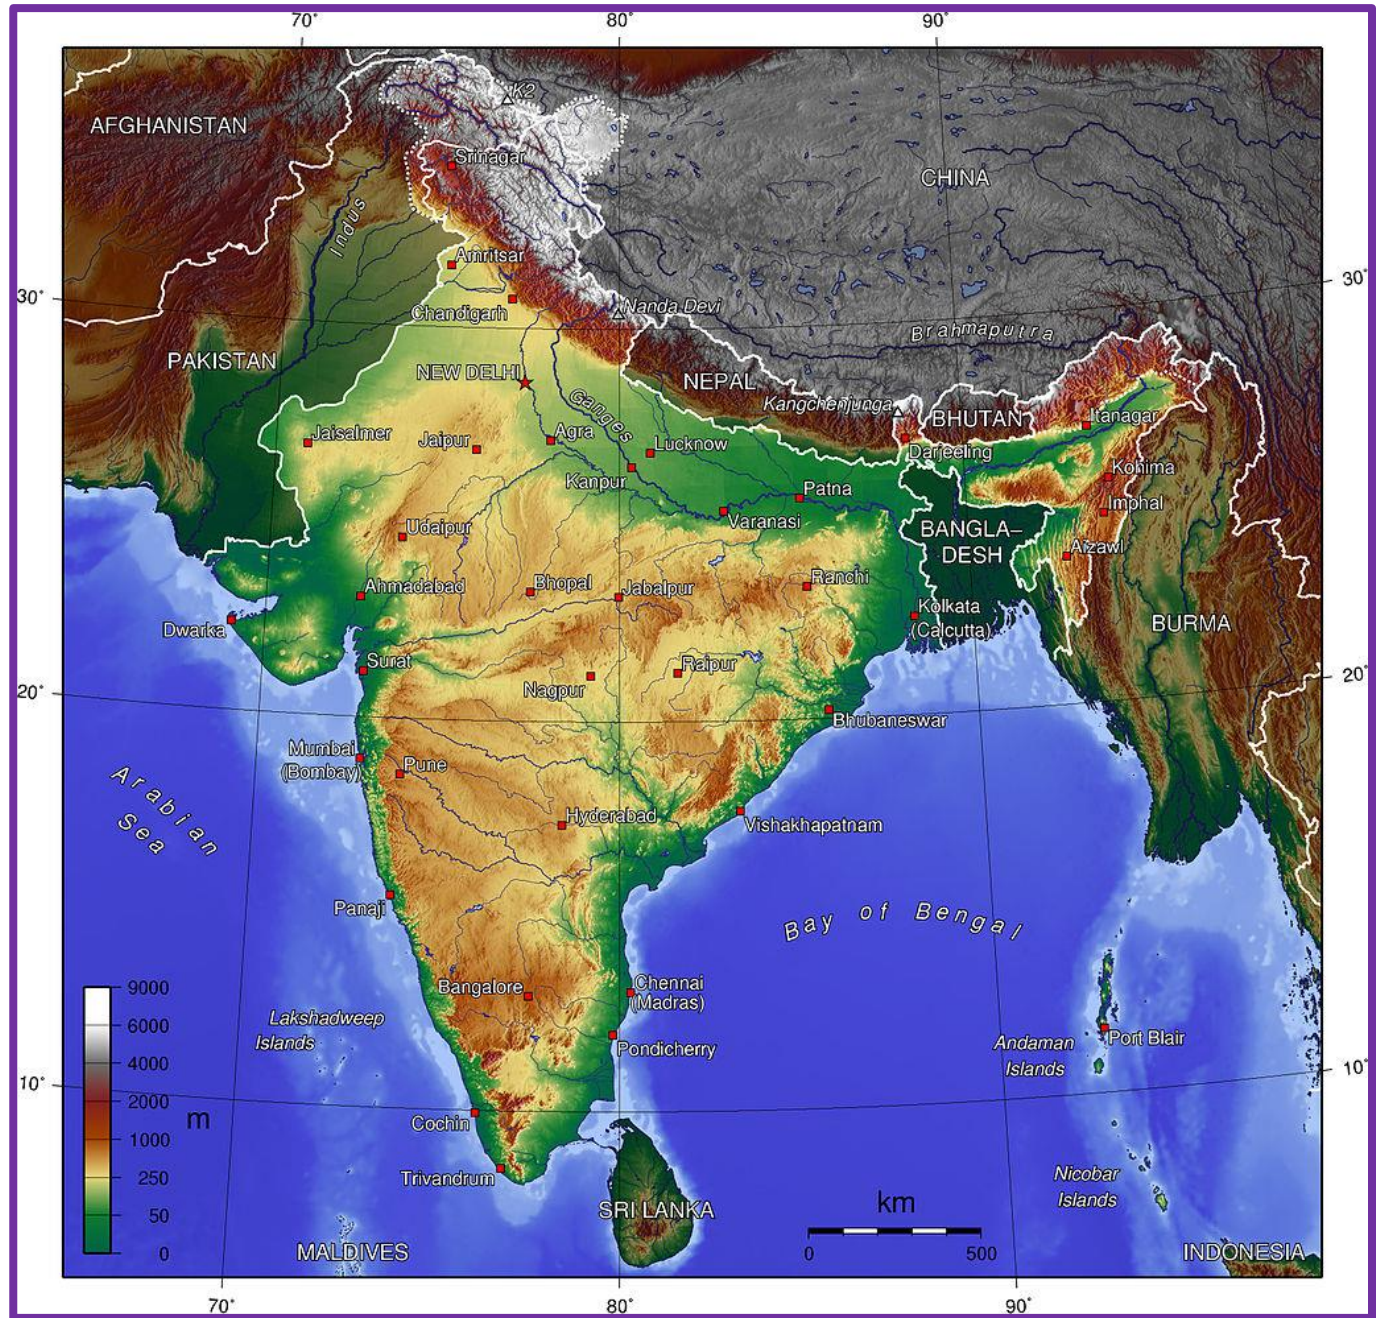 70°
80°
90°
K2
AFGHANISTAN
Srinagar
CHINA
Indus
Amritsar
30°
30°
Chandigarh
Nanda Devi
Brahmaputra
PAKISTAN
NEW DELHI
NEPAL
Ganges
Kangchenjunga
BHUTAN
Itanagar
Jaisalmer
Jaipur
Agra
Lucknow
Darjeeling
Kohima
Kanpur
Patna
Imphal
Varanasi
Udaipur
BANGLA–
DESH
Aizawl
Ahmadabad
Bhopal
Jabalpur
Ranchi
Kolkata
(Calcutta)
Dwarka
BURMA
Surat
Raipur
20°
20°
Nagpur
Bhubaneswar
Mumbai
(Bombay)
Pune
Arabian
Sea
Hyderabad
Vishakhapatnam
Panaji
Bay of Bengal
Bangalore
Chennai
(Madras)
9000
6000
4000
2000
1000
250
50
0
m
Lakshadweep
Islands
Pondicherry
Andaman
Islands
Port Blair
10°
10°
Cochin
Trivandrum
Nicobar
Islands
SRI LANKA
km
0
500
MALDIVES
INDONESIA
70°
80°
90°